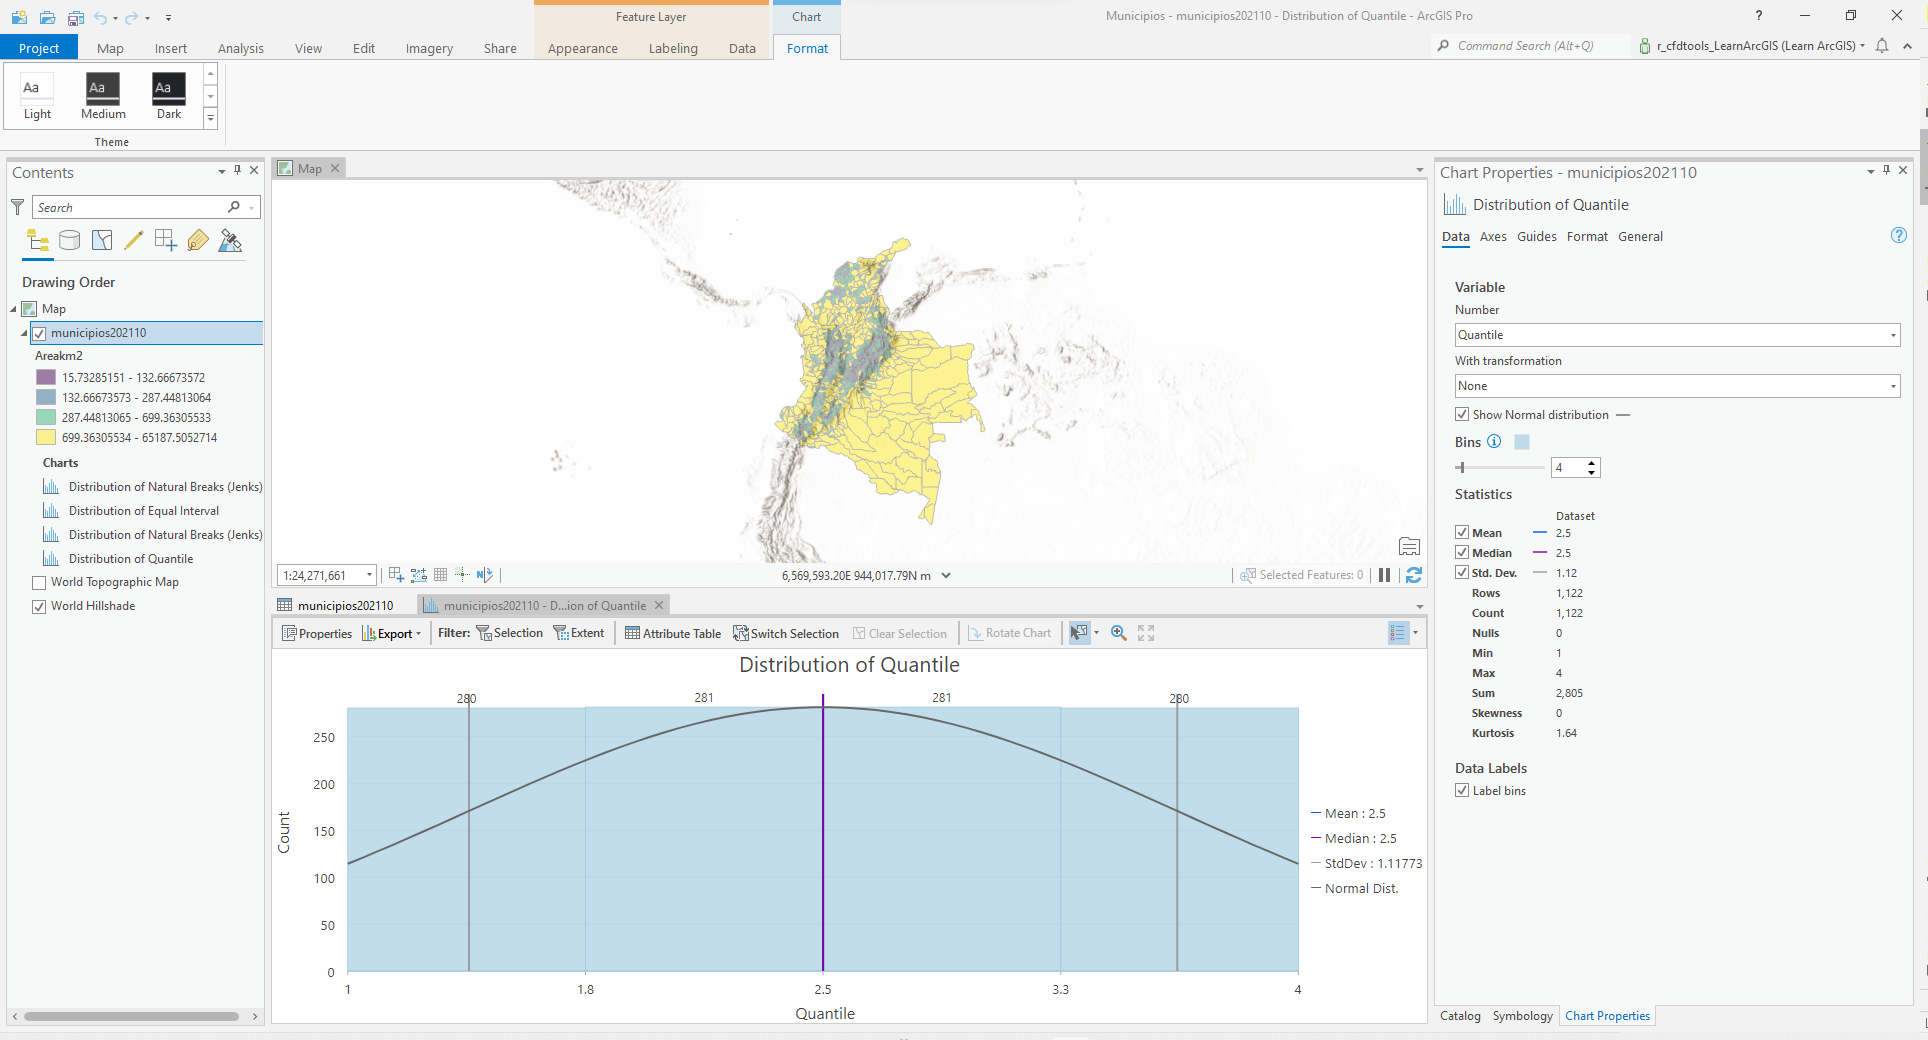 Feature Layer
Chart
Municipios - municipios202110 - Distribution of Quantile - ArcGIS Pro
?
Project
Map
Insert
Analysis
View
Edit
Imagery
Share
Appearance
Labeling
Data
Format
Command Search (Alt+Q)
r_cfdtools_LearnArcGIS (Learn ArcGIS)
Aa
Aa
Aa
Light
Medium
Dark
Theme
Contents
Search
Drawing Order
Map
municipios202110
Areakm2
15.73285151 - 132.66673572
132.66673573 - 287.44813064
287.44813065 - 699.36305533
699.36305534 - 65187.5052714
Charts
Distribution of Natural Breaks (Jenks)
Distribution of Equal Interval
Distribution of Natural Breaks (Jenks)
Distribution of Quantile
World Topographic Map
World Hillshade
Map
1:24,271,661
6,569,593.20E 944,017.79N m
Selected Features: 0
municipios202110
municipios202110 - D...ion of Quantile
Properties
Export
Filter:
Selection
Extent
Attribute Table
Switch Selection
Clear Selection
Rotate Chart
Distribution of Quantile
280
281
281
280
250
200
150
100
50
0
Count
1
1.8
2.5
3.3
4
Quantile
Mean : 2.5
Median : 2.5
StdDev : 1.11773
Normal Dist.
Chart Properties - municipios202110
Distribution of Quantile
Data
Axes
Guides
Format
General
?
Variable
Number
Quantile
With transformation
None
Show Normal distribution
Bins
4
Statistics
Dataset
Mean 2.5
Median 2.5
Std. Dev. 1.12
Rows 1,122
Count 1,122
Nulls 0
Min 1
Max 4
Sum 2,805
Skewness 0
Kurtosis 1.64
Data Labels
Label bins
Catalog
Symbology
Chart Properties